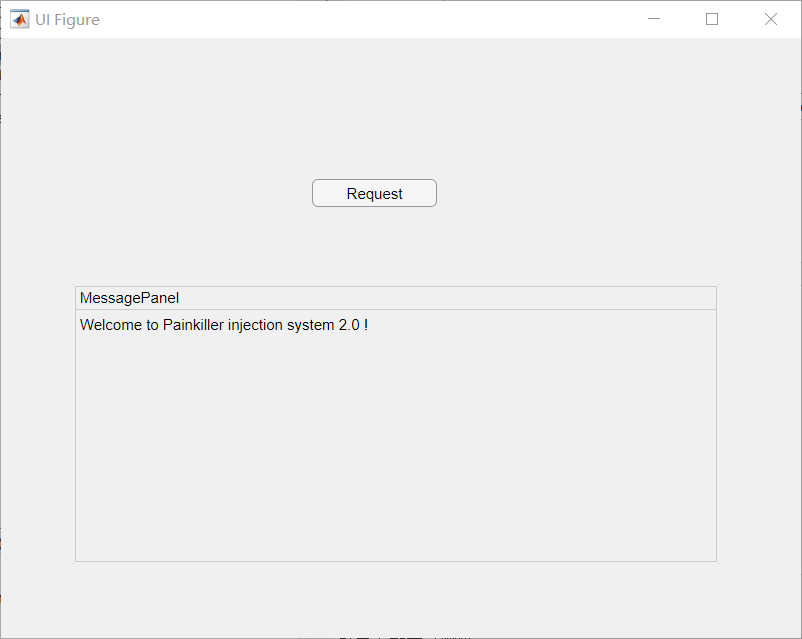 UI Figure
Request
MessagePanel
Welcome to Painkiller injection system 2.0 !